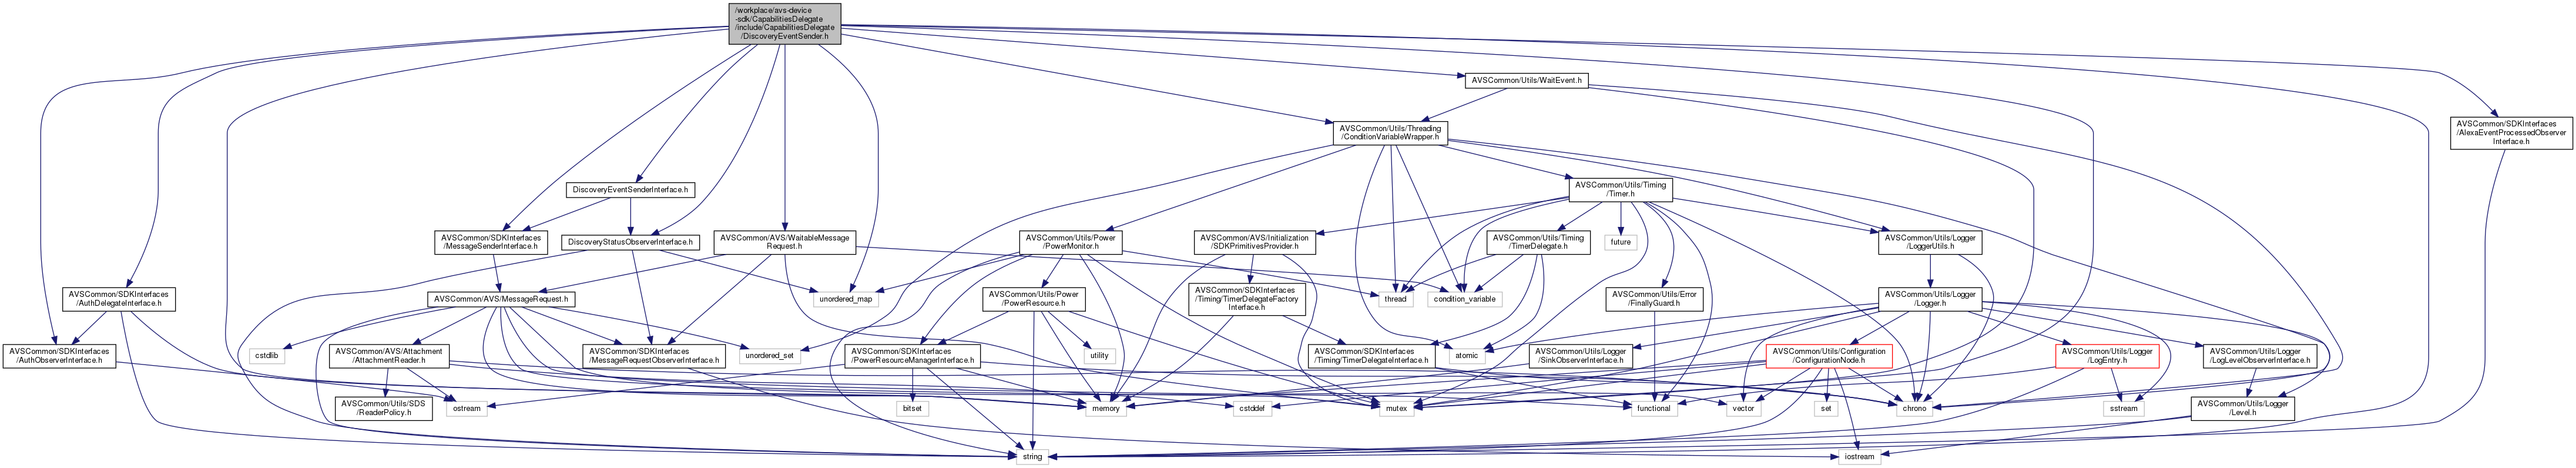 /workplace/avs-device
-sdk/CapabilitiesDelegate
/include/CapabilitiesDelegate
/DiscoveryEventSender.h
AVSCommon/Utils/WaitEvent.h
AVSCommon/SDKInterfaces
/AlexaEventProcessedObserver
Interface.h
AVSCommon/Utils/Threading
/ConditionVariableWrapper.h
DiscoveryEventSenderInterface.h
AVSCommon/Utils/Timing
/Timer.h
AVSCommon/SDKInterfaces
/MessageSenderInterface.h
DiscoveryStatusObserverInterface.h
AVSCommon/AVS/WaitableMessage
Request.h
AVSCommon/Utils/Power
/PowerMonitor.h
AVSCommon/AVS/Initialization
/SDKPrimitivesProvider.h
AVSCommon/Utils/Timing
/TimerDelegate.h
future
AVSCommon/Utils/Logger
/LoggerUtils.h
AVSCommon/SDKInterfaces
/AuthDelegateInterface.h
AVSCommon/AVS/MessageRequest.h
unordered_map
AVSCommon/Utils/Power
/PowerResource.h
AVSCommon/SDKInterfaces
/Timing/TimerDelegateFactory
Interface.h
thread
condition_variable
AVSCommon/Utils/Error
/FinallyGuard.h
AVSCommon/Utils/Logger
/Logger.h
AVSCommon/SDKInterfaces
/AuthObserverInterface.h
cstdlib
AVSCommon/AVS/Attachment
/AttachmentReader.h
AVSCommon/SDKInterfaces
/MessageRequestObserverInterface.h
unordered_set
AVSCommon/SDKInterfaces
/PowerResourceManagerInterface.h
utility
AVSCommon/SDKInterfaces
/Timing/TimerDelegateInterface.h
atomic
AVSCommon/Utils/Logger
/SinkObserverInterface.h
AVSCommon/Utils/Configuration
/ConfigurationNode.h
AVSCommon/Utils/Logger
/LogEntry.h
AVSCommon/Utils/Logger
/LogLevelObserverInterface.h
AVSCommon/Utils/SDS
/ReaderPolicy.h
ostream
bitset
memory
cstddef
mutex
functional
vector
set
chrono
sstream
AVSCommon/Utils/Logger
/Level.h
string
iostream